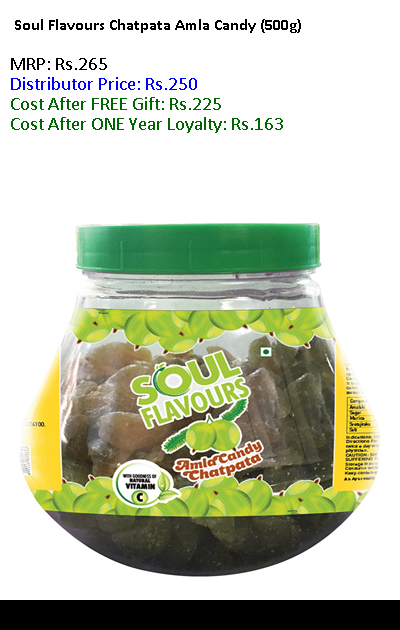 Soul Flavours Chatpata Amla Candy (500g)
MRP: Rs.265
Distributor Price: Rs.250
Cost After FREE Gift: Rs.225
Cost After ONE Year Loyalty: Rs.163
SOUL
FLAVOURS
Amla Candy
Chatpata
WITH GOODNESS OF
NATURAL
VITAMIN
C